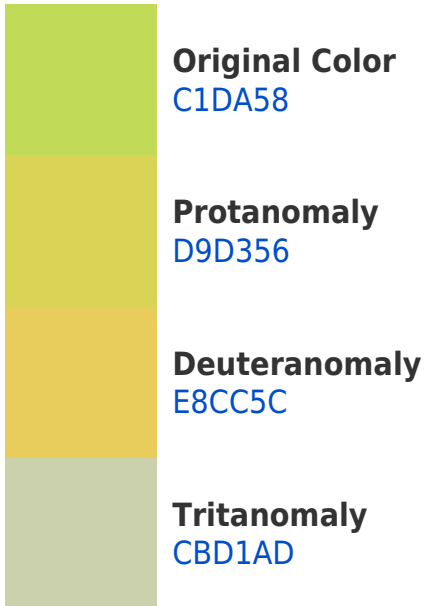 Original Color
C1DA58
Protanomaly
D9D356
Deuteranomaly
E8CC5C
Tritanomaly
CBD1AD